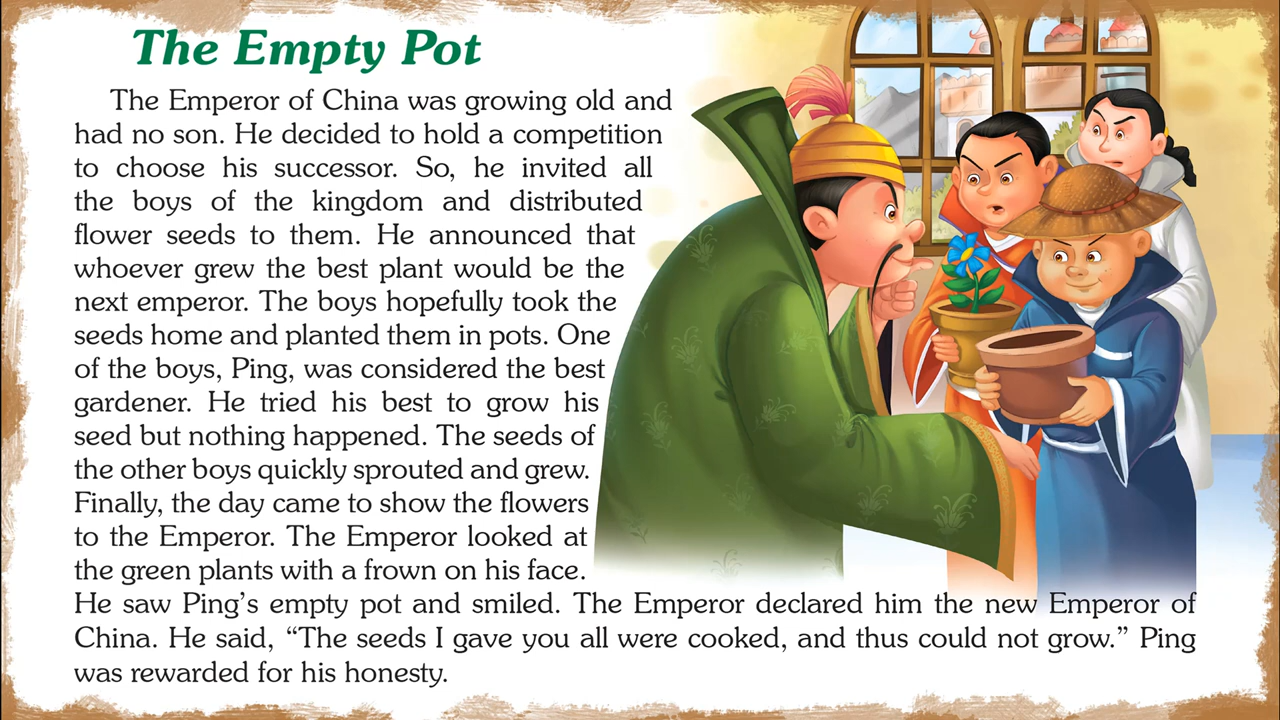 The Empty Pot
The Emperor of China was growing old and
had no son. He decided to hold a competition
to choose his successor. So, he invited all
the boys of the kingdom and distributed
flower seeds to them. He announced that
whoever grew the best plant would be the
next emperor. The boys hopefully took the
seeds home and planted them in pots. One
of the boys, Ping, was considered the best
gardener. He tried his best to grow his
seed but nothing happened. The seeds of
the other boys quickly sprouted and grew.
Finally, the day came to show the flowers
to the Emperor. The Emperor looked at
the green plants with a frown on his face.
He saw Ping’s empty pot and smiled. The Emperor declared him the new Emperor of
China. He said, “The seeds I gave you all were cooked, and thus could not grow.” Ping
was rewarded for his honesty.